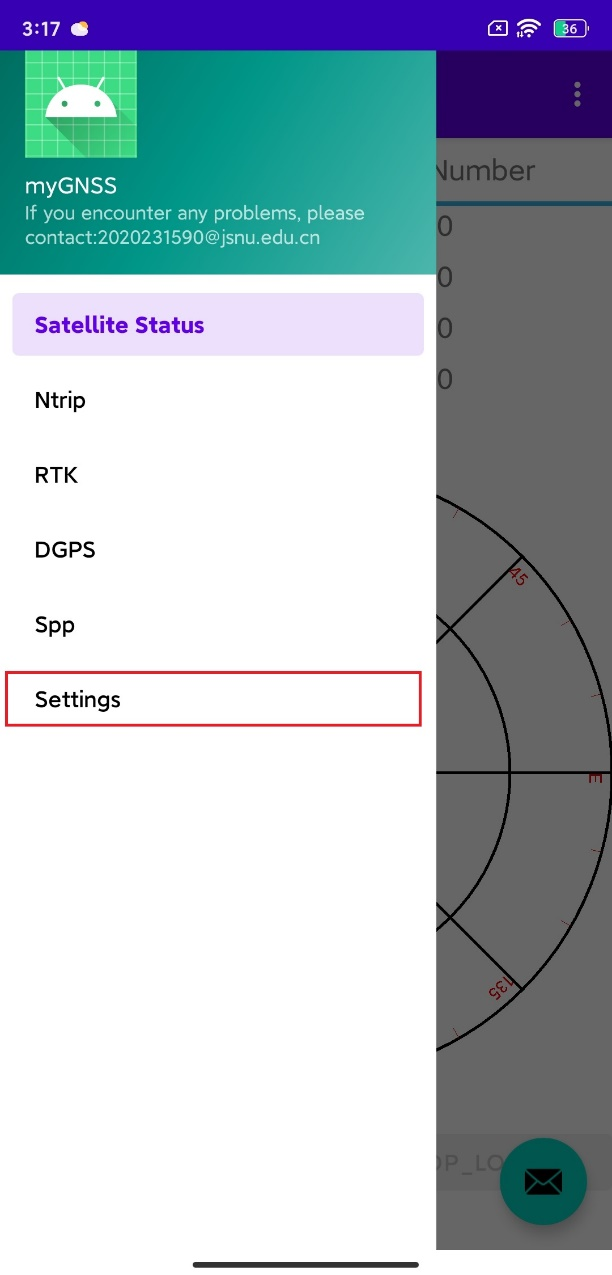 3:17
36
myGNSS
If you encounter any problems, please
contact:2020231590@jsnu.edu.cn
Number
0
0
0
0
Satellite Status
Ntrip
RTK
DGPS
Spp
Settings
45
E
135
OP_LO